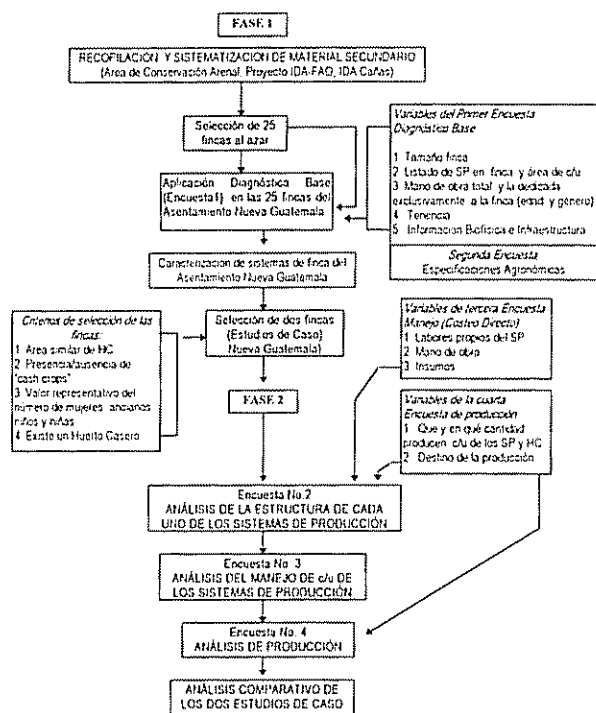 FASE 1
RECOPILACIÓN Y SISTEMATIZACION DE MATERIAL SECUNDARIO
(Area de Conservación Arenal, Proyecto IDA-FAO, IDA Cañas)
Selección de 25
fincas al azar
Aplicación Diagnóstica Base
(Encuesta1) en las 25 fincas del
Asentamiento Nueva Guatemala
Variables del Primer Encuesta
Diagnóstico Base
1 Tamaño finca
2 Listado de SP en finca y área de c/u
3 Mano de obra total y la dedicada
exclusivamente a la finca (edad y género)
4 Tenencia
5 Información Biofísica e Infraestructura
Segunda Encuesta
Especificaciones Agronómicas
Caracterización de sistemas de finca del
Asentamiento Nueva Guatemala
Criterios de selección de las
fincas:
1 Area similar de HC
2 Presencia/ausencia de
"cash crops"
3 Valor representativo del
número de mujeres ancianos
niños y niñas
4 Existe un Huerto Casero
Selección de dos fincas
(Estudios de Caso)
Nueva Guatemala)
Variables de tercera Encuesta
Manejo (Costeo Directo)
1 Labores propios del SP
2 Mano de obra
3 Insumos
FASE 2
Variables de la cuarta
Encuesta de producción
1 Que y en qué cantidad
producen c/u de los SP y HC
2 Destino de la producción
Encuesta No.2
ANÁLISIS DE LA ESTRUCTURA DE CADA
UNO DE LOS SISTEMAS DE PRODUCCIÓN
Encuesta No. 3
ANÁLISIS DEL MANEJO DE c/u DE
LOS SISTEMAS DE PRODUCCIÓN
Encuesta No. 4
ANÁLISIS DE PRODUCCIÓN
ANÁLISIS COMPARATIVO DE
LOS DOS ESTUDIOS DE CASO